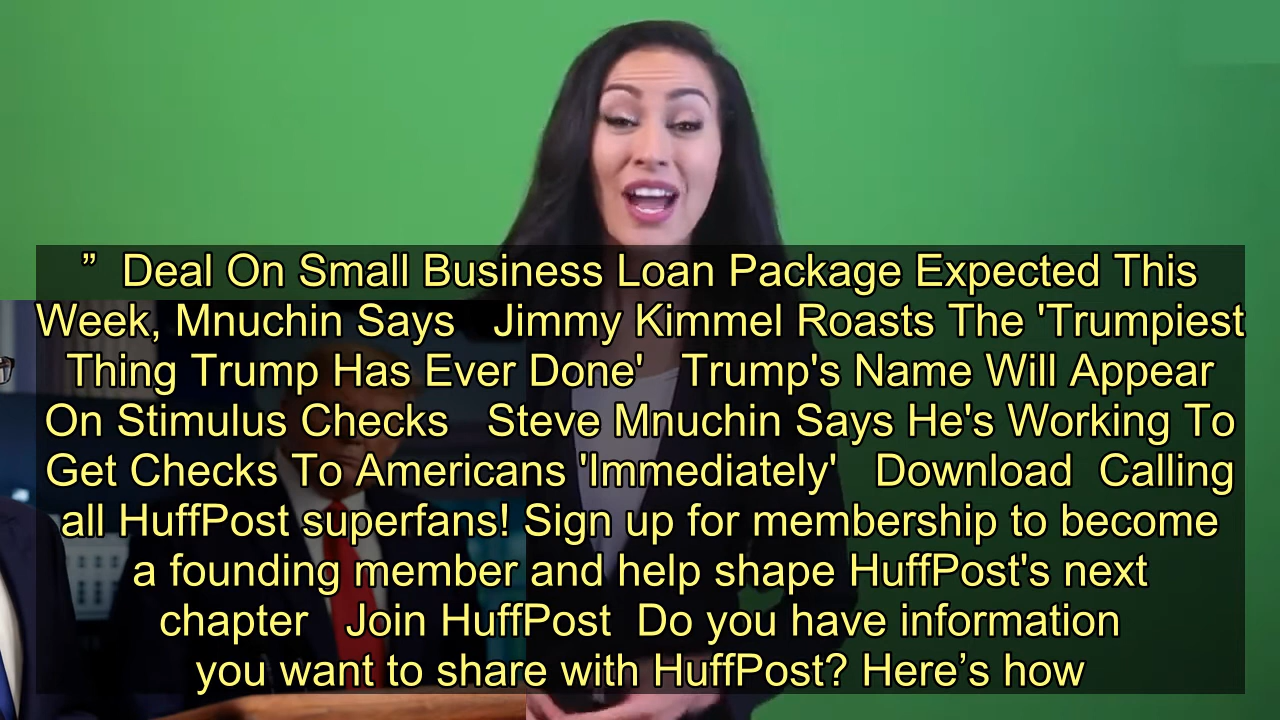 ” Deal On Small Business Loan Package Expected This
Week, Mnuchin Says Jimmy Kimmel Roasts The 'Trumpiest
Thing Trump Has Ever Done' Trump's Name Will Appear
On Stimulus Checks Steve Mnuchin Says He's Working To
Get Checks To Americans 'Immediately' Download Calling
all HuffPost superfans! Sign up for membership to become
a founding member and help shape HuffPost's next
chapter Join HuffPost Do you have information
you want to share with HuffPost? Here’s how